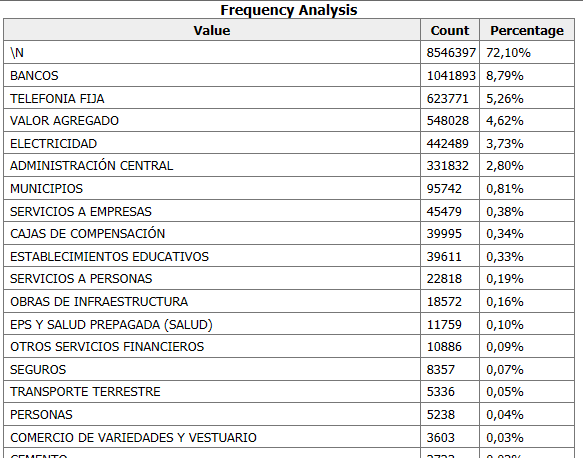 Frequency Analysis
Value Count Percentage
\N 8546397 72,10%
BANCOS 1041893 8,79%
TELEFONIA FIJA 623771 5,26%
VALOR AGREGADO 548028 4,62%
ELECTRICIDAD 442489 3,73%
ADMINISTRACIÓN CENTRAL 331832 2,80%
MUNICIPIOS 95742 0,81%
SERVICIOS A EMPRESAS 45479 0,38%
CAJAS DE COMPENSACIÓN 39995 0,34%
ESTABLECIMIENTOS EDUCATIVOS 39611 0,33%
SERVICIOS A PERSONAS 22818 0,19%
OBRAS DE INFRAESTRUCTURA 18572 0,16%
EPS Y SALUD PREPAGADA (SALUD) 11759 0,10%
OTROS SERVICIOS FINANCIEROS 10886 0,09%
SEGUROS 8357 0,07%
TRANSPORTE TERRESTRE 5336 0,05%
PERSONAS 5238 0,04%
COMERCIO DE VARIEDADES Y VESTUARIO 3603 0,03%
CEMENTO